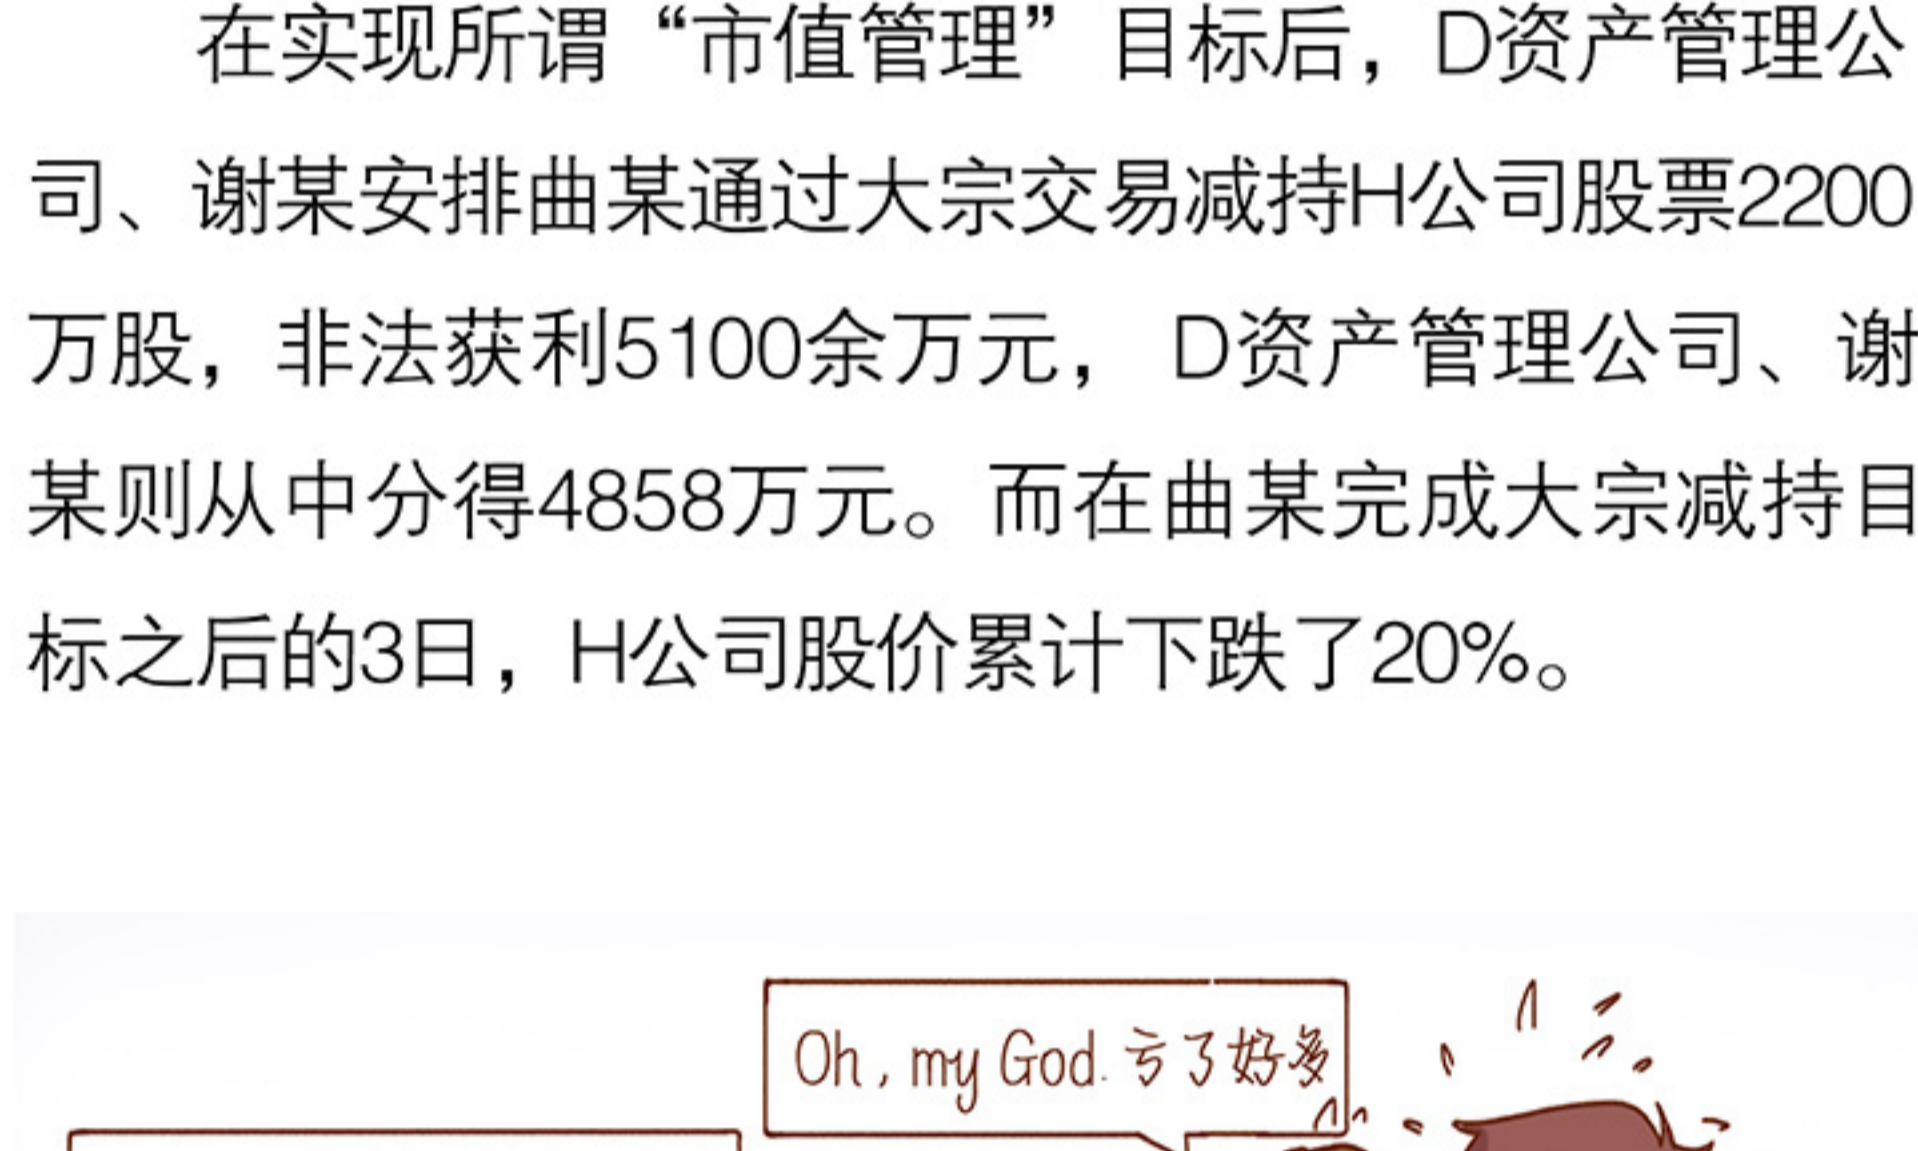 在实现所谓“市值管理”目标后，D资产管理公
司、谢某安排曲某通过大宗交易减持H公司股票2200
万股，非法获利5100余万元， D资产管理公司、谢
某则从中分得4858万元。而在曲某完成大宗减持目
标之后的3日，H公司股价累计下跌了20%。
Oh, my God. 亏了好多